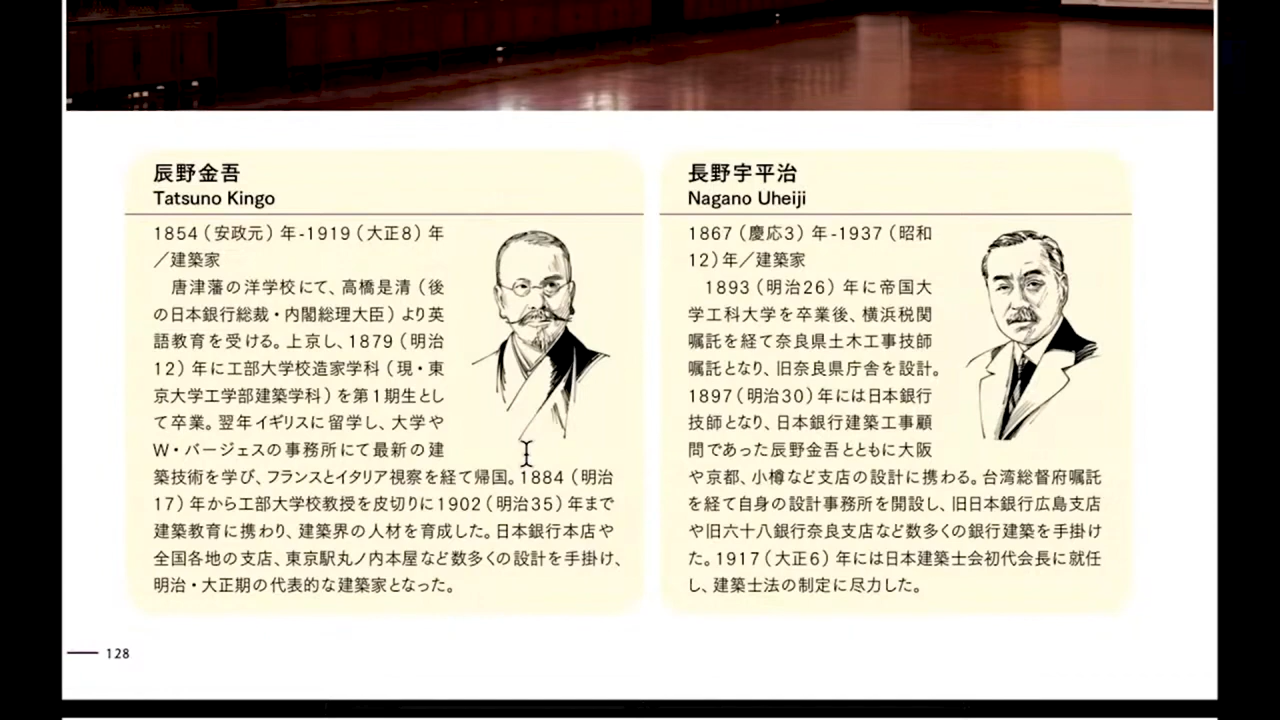 辰野金吾
Tatsuno Kingo
1854（安政元）年-1919（大正8）年
／建築家
　唐津藩の洋学校にて、高橋是清（後
の日本銀行総裁・内閣総理大臣）より英
語教育を受ける。上京し、1879（明治
12）年に工部大学校造家学科（現・東
京大学工学部建築学科）を第1期生とし
て卒業。翌年イギリスに留学し、大学や
W・バージェスの事務所にて最新の建
築技術を学び、フランスとイタリア視察を経て帰国。1884（明治
17）年から工部大学校教授を皮切りに1902（明治35）年まで
建築教育に携わり、建築界の人材を育成した。日本銀行本店や
全国各地の支店、東京駅丸ノ内本屋など数多くの設計を手掛け、
明治・大正期の代表的な建築家となった。
長野宇平治
Nagano Uheiji
1867（慶応3）年-1937（昭和
12）年／建築家
　1893（明治26）年に帝国大
学工科大学を卒業後、横浜税関
嘱託を経て奈良県土木工事技師
嘱託となり、旧奈良県庁舎を設計。
1897（明治30）年には日本銀行
技師となり、日本銀行建築工事顧
問であった辰野金吾とともに大阪
や京都、小樽など支店の設計に携わる。台湾総督府嘱託
を経て自身の設計事務所を開設し、旧日本銀行広島支店
や旧六十八銀行奈良支店など数多くの銀行建築を手掛け
た。1917（大正6）年には日本建築士会初代会長に就任
し、建築士法の制定に尽力した。
128